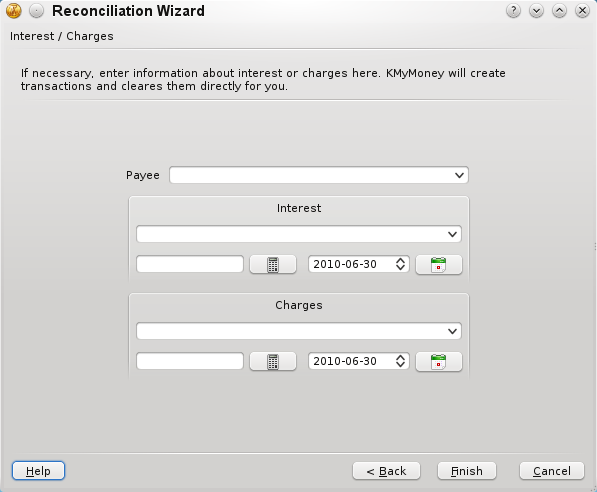 Reconciliation Wizard
?
Interest / Charges
If necessary, enter information about interest or charges here. KMyMoney will create
transactions and cleares them directly for you.
Payee
Interest
2010-06-30
Charges
2010-06-30
Help
< Back
Finish
Cancel